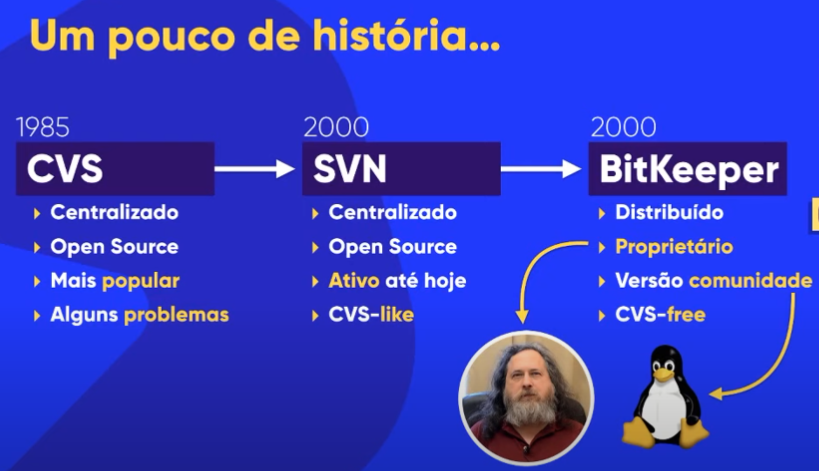 Um pouco de história...
1985
CVS
Centralizado
Open Source
Mais popular
Alguns problemas
2000
SVN
Centralizado
Open Source
Ativo até hoje
CVS-like
2000
BitKeeper
Distribuído
Proprietário
Versão comunidade
CVS-free